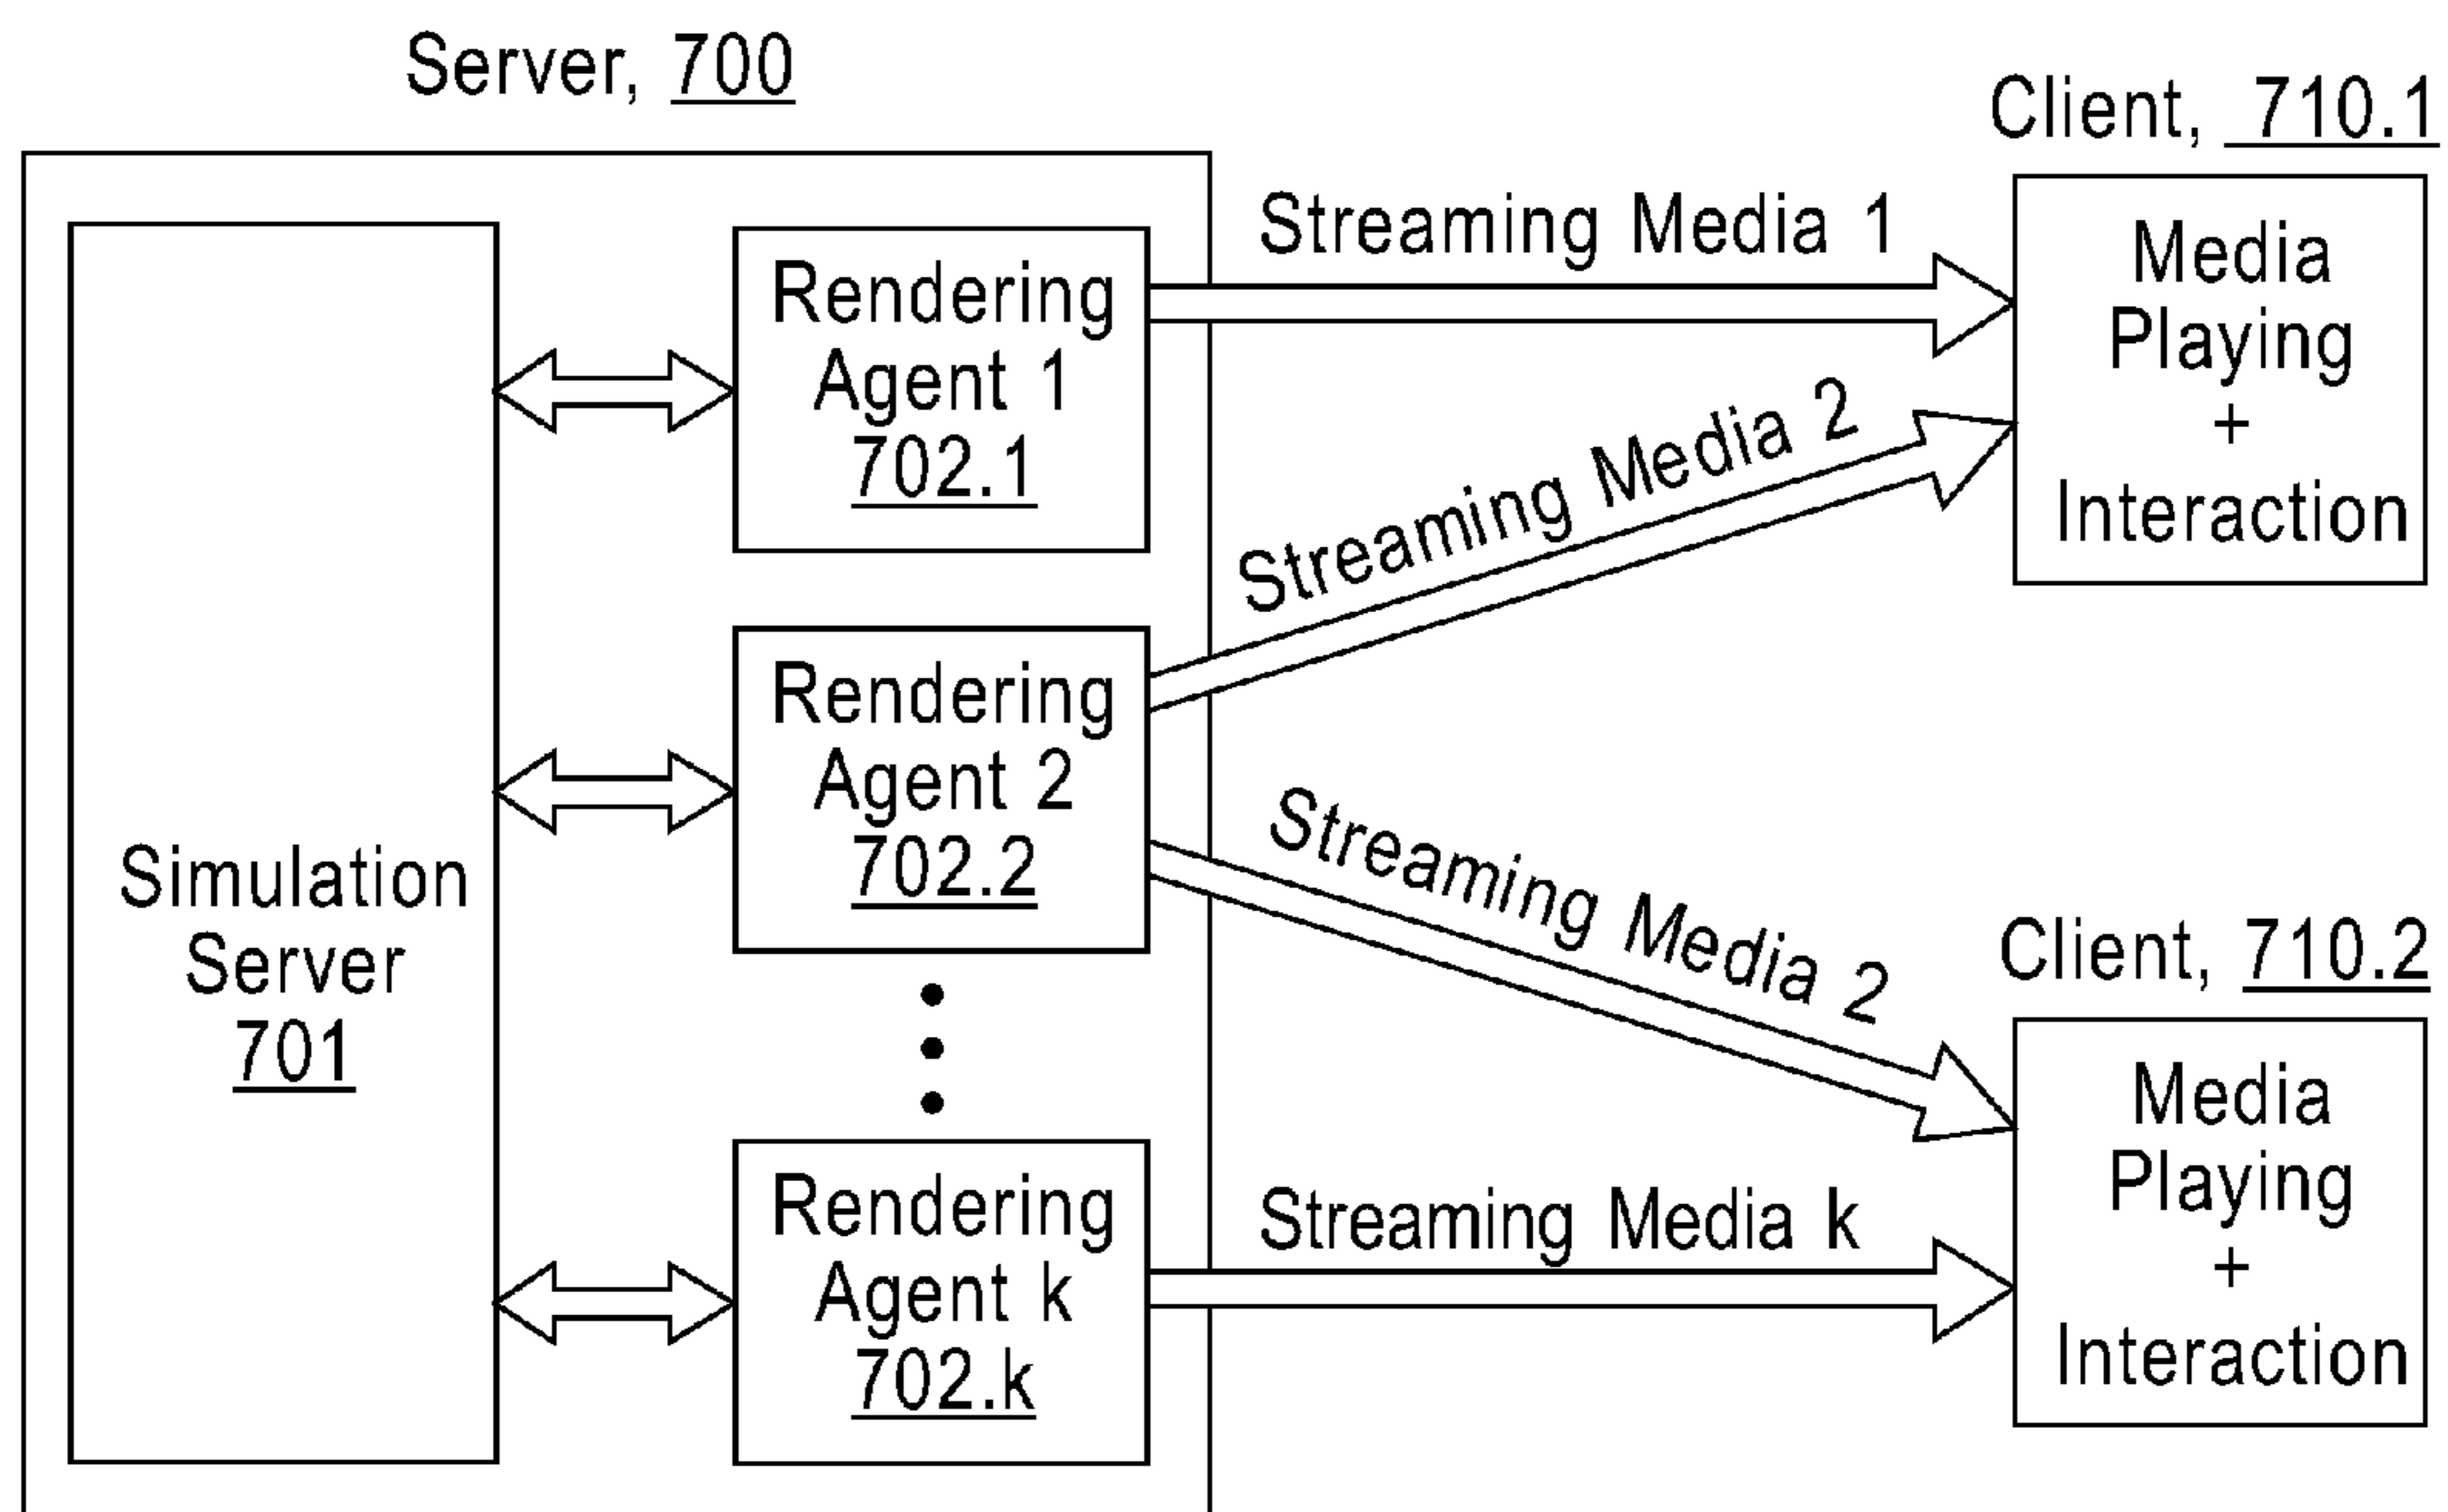 Server, 700
Client, 710.1
Simulation
Server
701
Rendering
Agent 1
702.1
Rendering
Agent 2
702.2
Rendering
Agent k
702.k
Streaming Media 1
Streaming Media 2
Streaming Media 2
Streaming Media k
Media
Playing
+
Interaction
Client, 710.2
Media
Playing
+
Interaction